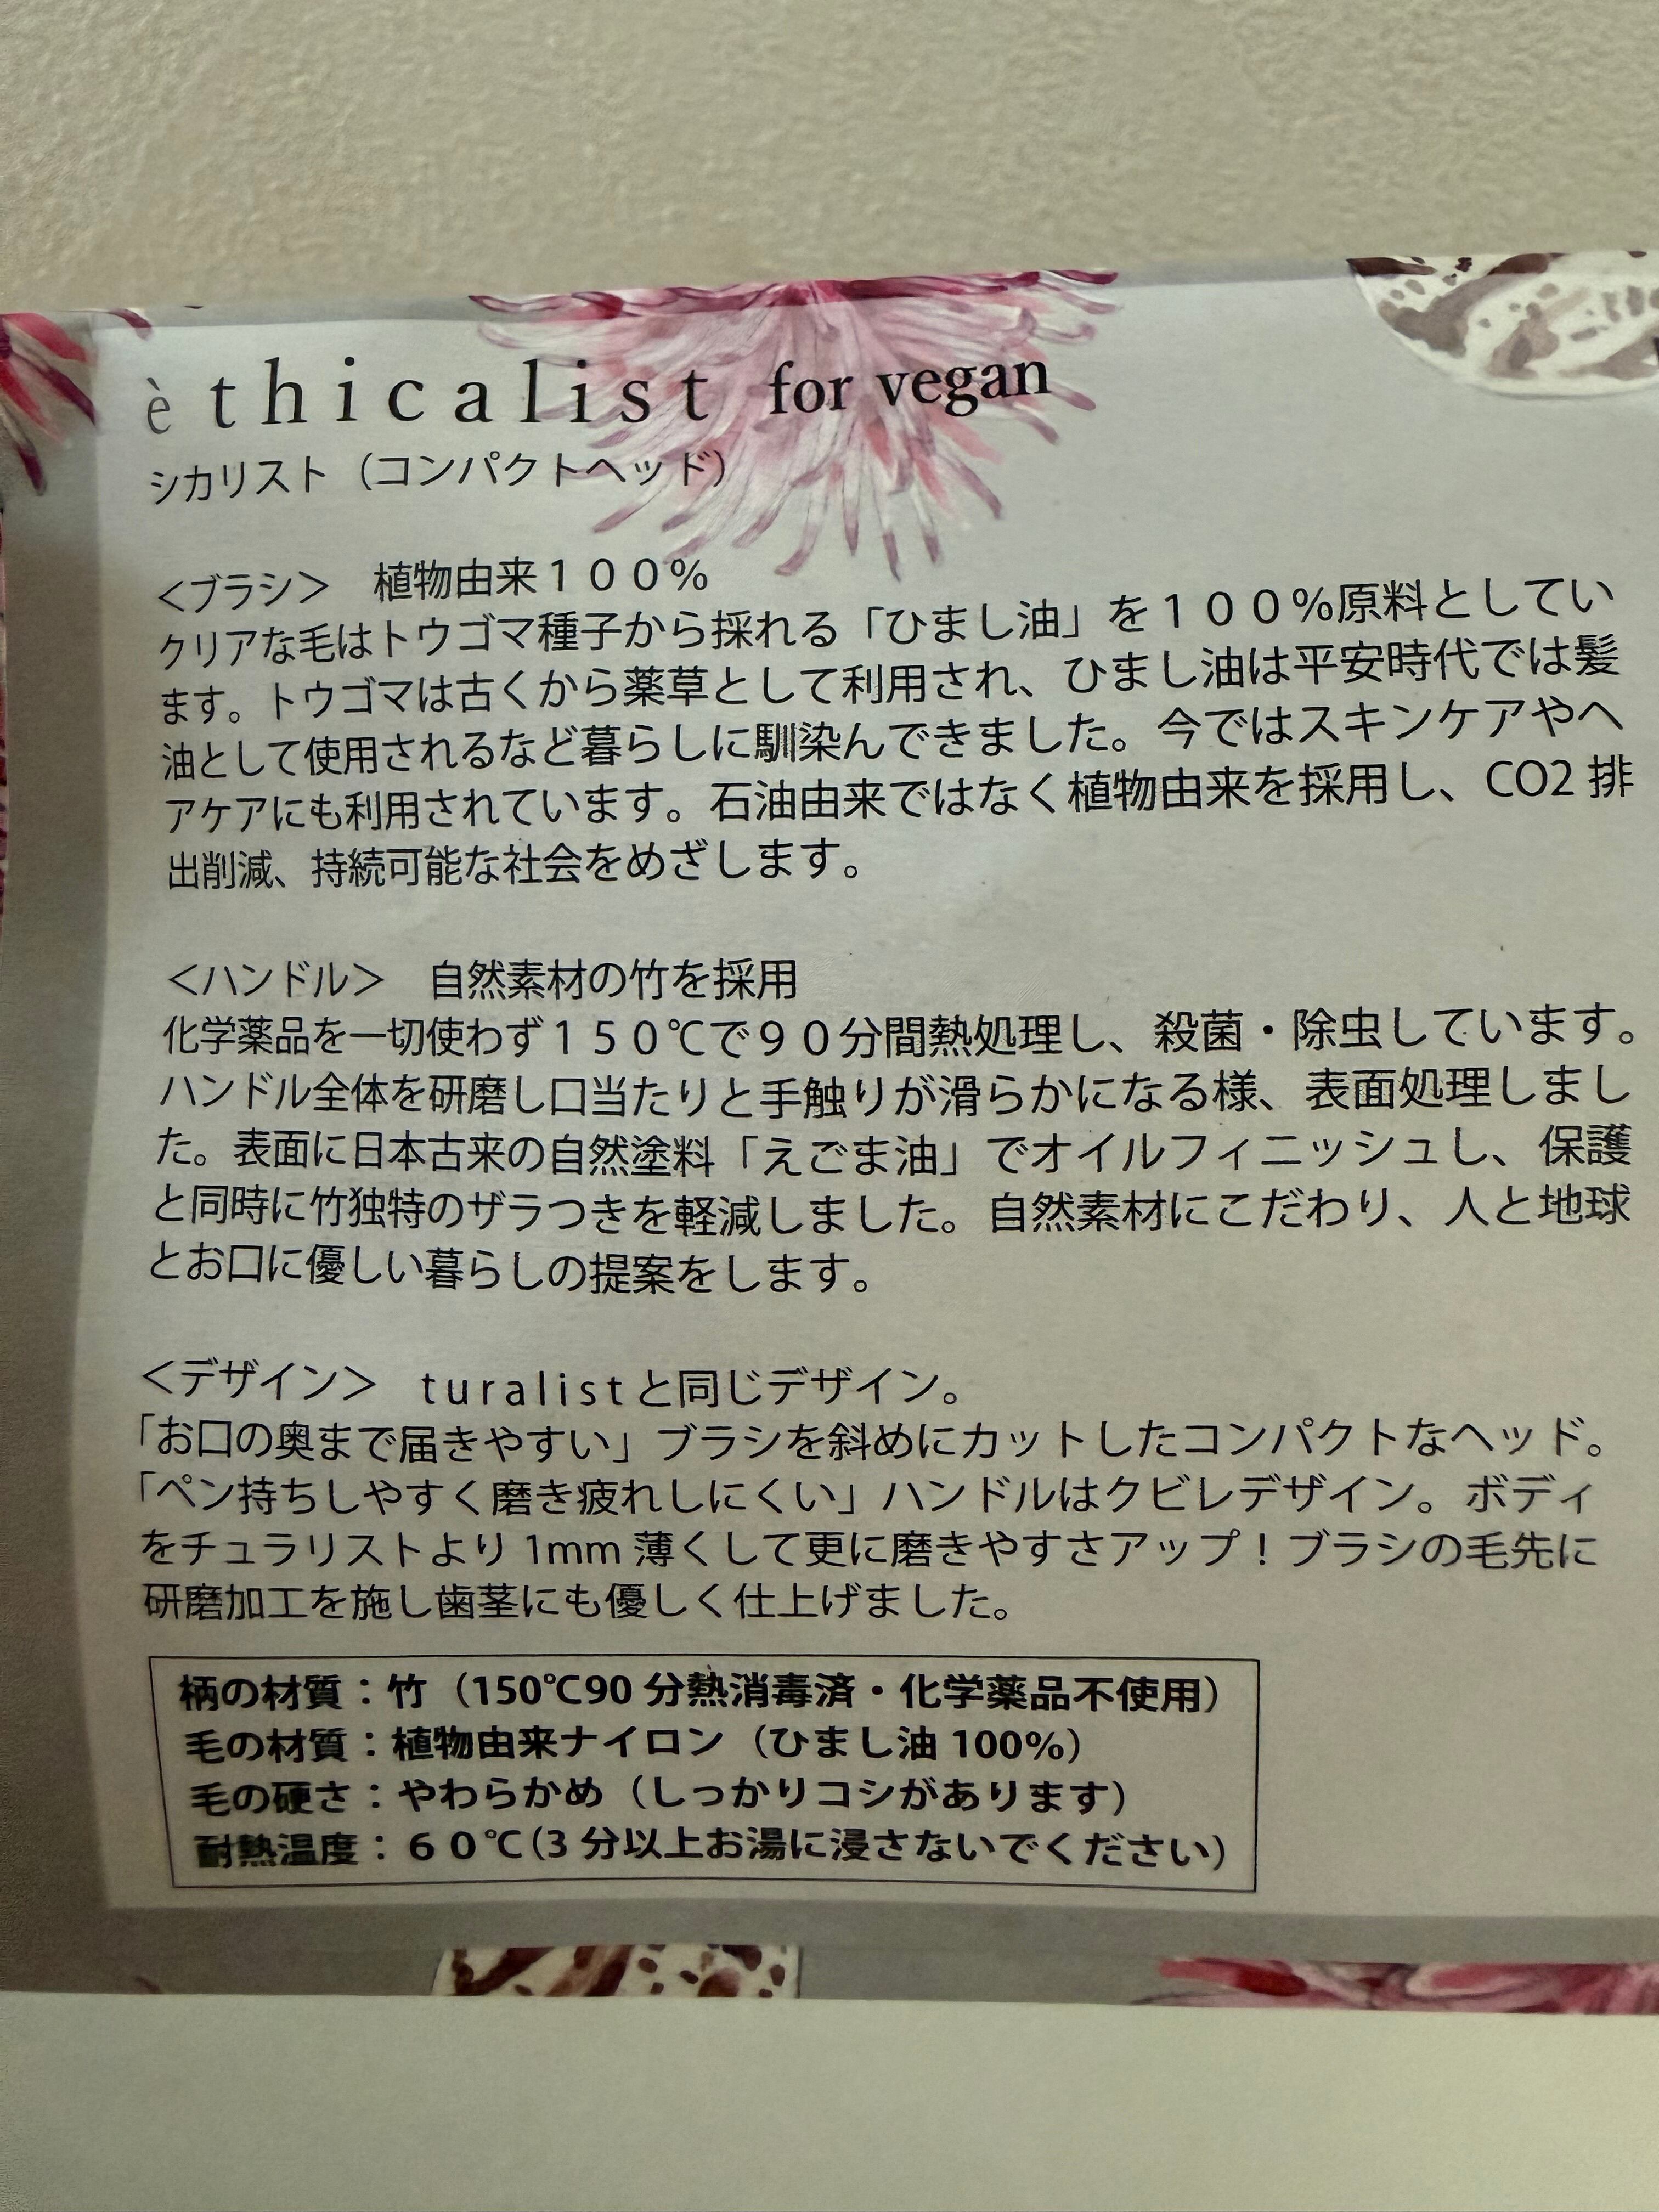 èthicalist for vegan
シカリスト（コンパクトヘッド）
＜ブラシ＞　植物由来１００％
クリアな毛はトウゴマ種子から採れる「ひまし油」を１００％原料としてい
ます。トウゴマは古くから薬草として利用され、ひまし油は平安時代では髪
油として使用されるなど暮らしに馴染んできました。今ではスキンケアやヘ
アケアにも利用されています。石油由来ではなく植物由来を採用し、CO2 排
出削減、持続可能な社会をめざします。
＜ハンドル＞　自然素材の竹を採用
化学薬品を一切使わず１５０℃で９０分間熱処理し、殺菌・除虫しています。
ハンドル全体を研磨し口当たりと手触りが滑らかになる様、表面処理しまし
た。表面に日本古来の自然塗料「えごま油」でオイルフィニッシュし、保護
と同時に竹独特のザラつきを軽減しました。自然素材にこだわり、人と地球
とお口に優しい暮らしの提案をします。
＜デザイン＞　turalistと同じデザイン。
「お口の奥まで届きやすい」ブラシを斜めにカットしたコンパクトなヘッド。
「ペン持ちしやすく磨き疲れしにくい」ハンドルはクビレデザイン。ボディ
をチュラリストより 1mm 薄くして更に磨きやすさアップ！ブラシの毛先に
研磨加工を施し歯茎にも優しく仕上げました。
柄の材質：竹（150℃90 分熱消毒済・化学薬品不使用）
毛の材質：植物由来ナイロン（ひまし油 100%）
毛の硬さ：やわらかめ（しっかりコシがあります）
耐熱温度：６０℃(3 分以上お湯に浸さないでください)